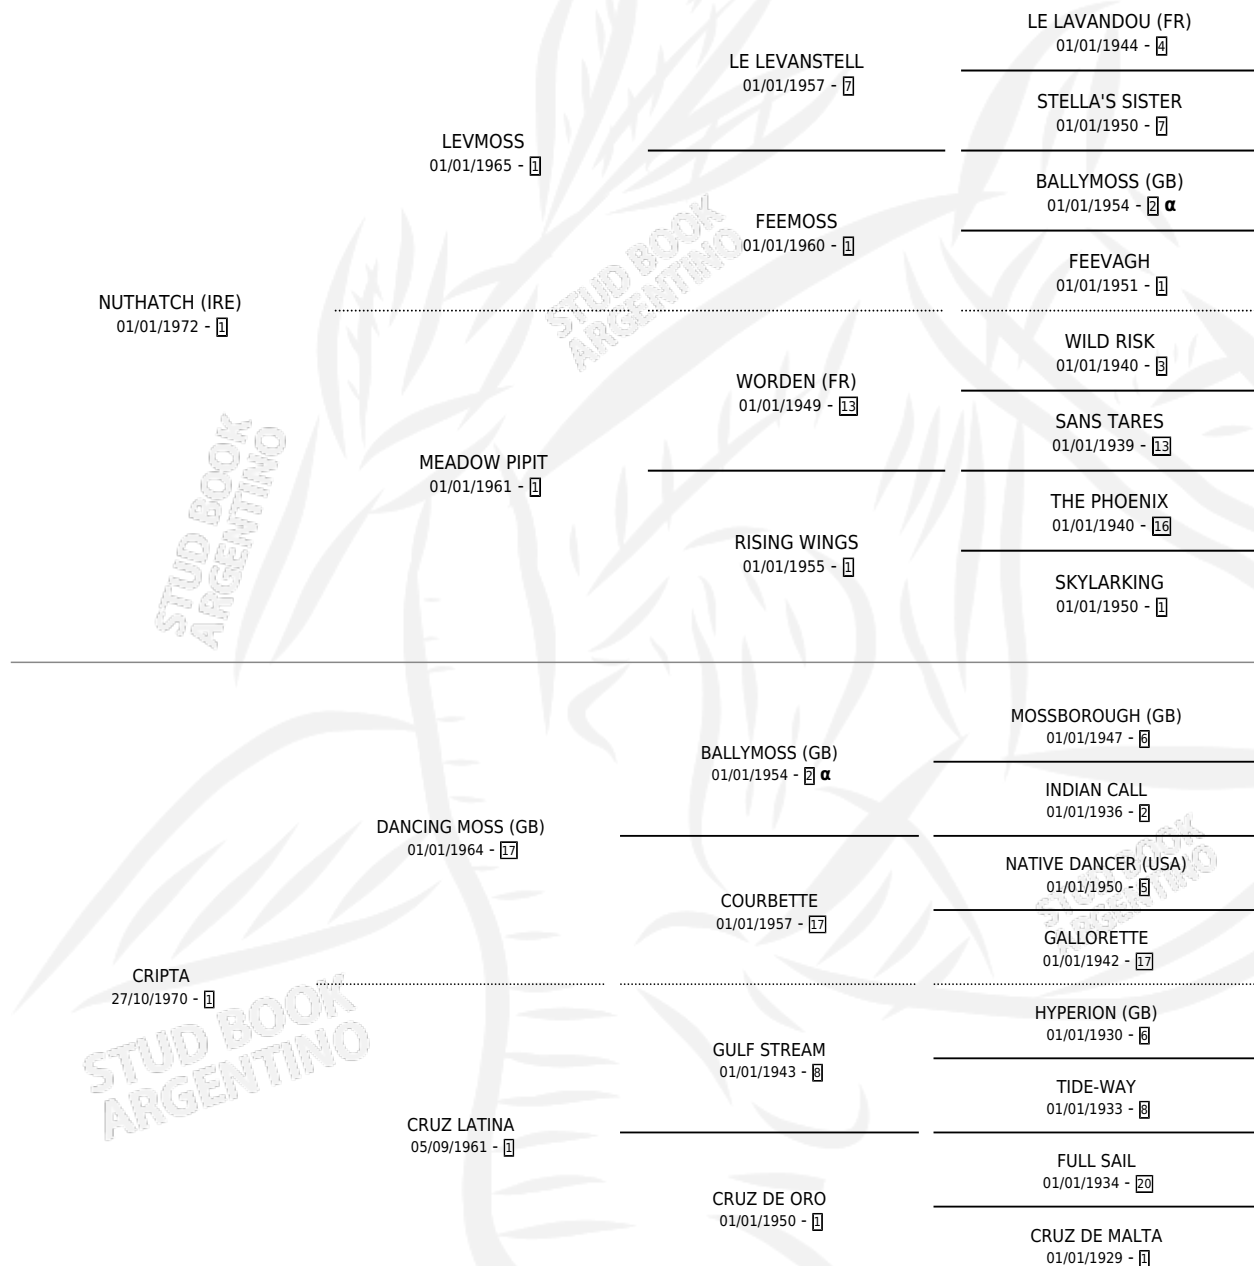 LE LAVANDOU (FR)
01/01/1944 - 4
LE LEVANSTELL
01/01/1957 - 7
STELLA'S SISTER
01/01/1950 - 7
LEVMOSS
01/01/1965 - 1
BALLYMOSS (GB)
01/01/1954 - 2 α
FEEMOSS
01/01/1960 - 1
FEEVAGH
01/01/1951 - 1
NUTHATCH (IRE)
01/01/1972 - 1
STUD BOOK
ARGENTINO
WILD RISK
01/01/1940 - 3
WORDEN (FR)
01/01/1949 - 13
SANS TARES
01/01/1939 - 13
MEADOW PIPIT
01/01/1961 - 1
THE PHOENIX
01/01/1940 - 16
RISING WINGS
01/01/1955 - 1
SKYLARKING
01/01/1950 - 1
STUD BOOK
ARGENTINO
MOSSBOROUGH (GB)
01/01/1947 - 6
BALLYMOSS (GB)
01/01/1954 - 2 α
INDIAN CALL
01/01/1936 - 2
DANCING MOSS (GB)
01/01/1964 - 17
NATIVE DANCER (USA)
01/01/1950 - 5
STUD BOOK
ARGENTINO
COURBETTE
01/01/1957 - 17
GALLORETTE
01/01/1942 - 17
CRIPTA
27/10/1970 - 1
STUD BOOK
ARGENTINO
HYPERION (GB)
01/01/1930 - 6
GULF STREAM
01/01/1943 - 8
TIDE-WAY
01/01/1933 - 8
CRUZ LATINA
05/09/1961 - 1
FULL SAIL
01/01/1934 - 20
CRUZ DE ORO
01/01/1950 - 1
CRUZ DE MALTA
01/01/1929 - 1